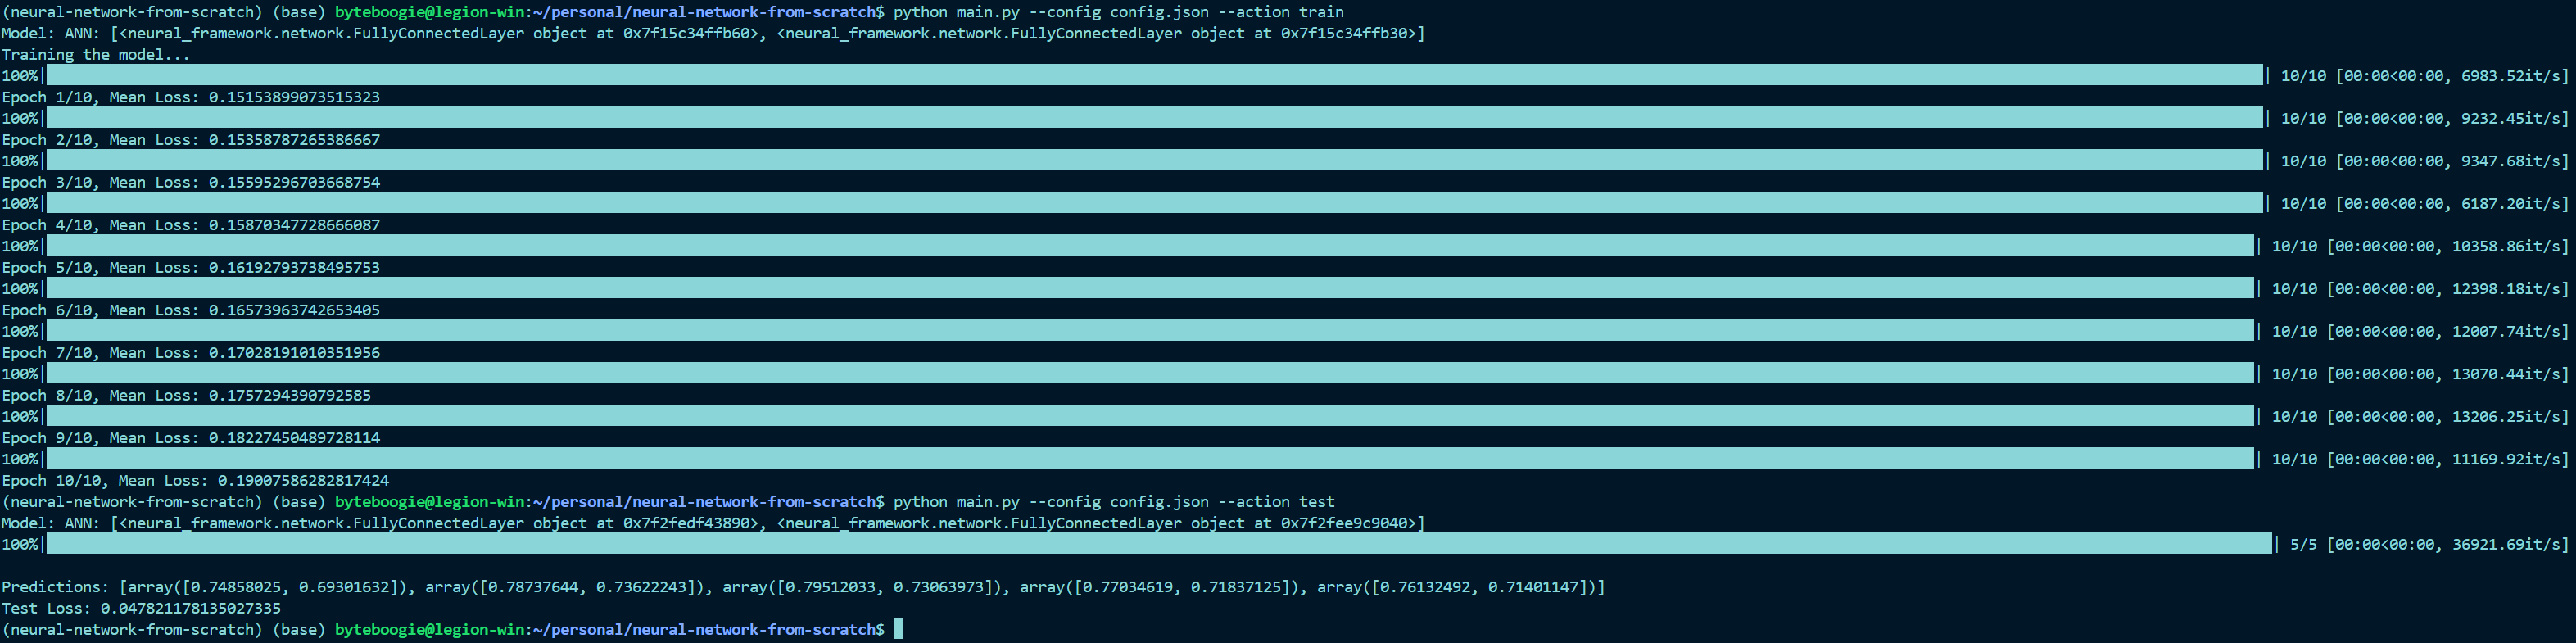 (neural-network-from-scratch) (base) byteboogie@legion-win:~/personal/neural-network-from-scratch$ python main.py --config config.json --action train
Model: ANN: [<neural_framework.network.FullyConnectedLayer object at 0x7f15c34ffb60>, <neural_framework.network.FullyConnectedLayer object at 0x7f15c34ffb30>]
Training the model...
100%| | 10/10 [00:00<00:00, 6983.52it/s]
Epoch 1/10, Mean Loss: 0.15153899073515323
100%| | 10/10 [00:00<00:00, 9232.45it/s]
Epoch 2/10, Mean Loss: 0.15358787265386667
100%| | 10/10 [00:00<00:00, 9347.68it/s]
Epoch 3/10, Mean Loss: 0.15595296703668754
100%| | 10/10 [00:00<00:00, 6187.20it/s]
Epoch 4/10, Mean Loss: 0.15870347728666087
100%| | 10/10 [00:00<00:00, 10358.86it/s]
Epoch 5/10, Mean Loss: 0.16192793738495753
100%| | 10/10 [00:00<00:00, 12398.18it/s]
Epoch 6/10, Mean Loss: 0.16573963742653405
100%| | 10/10 [00:00<00:00, 12007.74it/s]
Epoch 7/10, Mean Loss: 0.17028191010351956
100%| | 10/10 [00:00<00:00, 13070.44it/s]
Epoch 8/10, Mean Loss: 0.1757294390792585
100%| | 10/10 [00:00<00:00, 13206.25it/s]
Epoch 9/10, Mean Loss: 0.18227450489728114
100%| | 10/10 [00:00<00:00, 11169.92it/s]
Epoch 10/10, Mean Loss: 0.19007586282817424
(neural-network-from-scratch) (base) byteboogie@legion-win:~/personal/neural-network-from-scratch$ python main.py --config config.json --action test
Model: ANN: [<neural_framework.network.FullyConnectedLayer object at 0x7f2fedf43890>, <neural_framework.network.FullyConnectedLayer object at 0x7f2fee9c9040>]
100%| | 5/5 [00:00<00:00, 36921.69it/s]
Predictions: [array([0.74858025, 0.69301632]), array([0.78737644, 0.73622243]), array([0.79512033, 0.73063973]), array([0.77034619, 0.71837125]), array([0.76132492, 0.71401147])]
Test Loss: 0.047821178135027335
(neural-network-from-scratch) (base) byteboogie@legion-win:~/personal/neural-network-from-scratch$